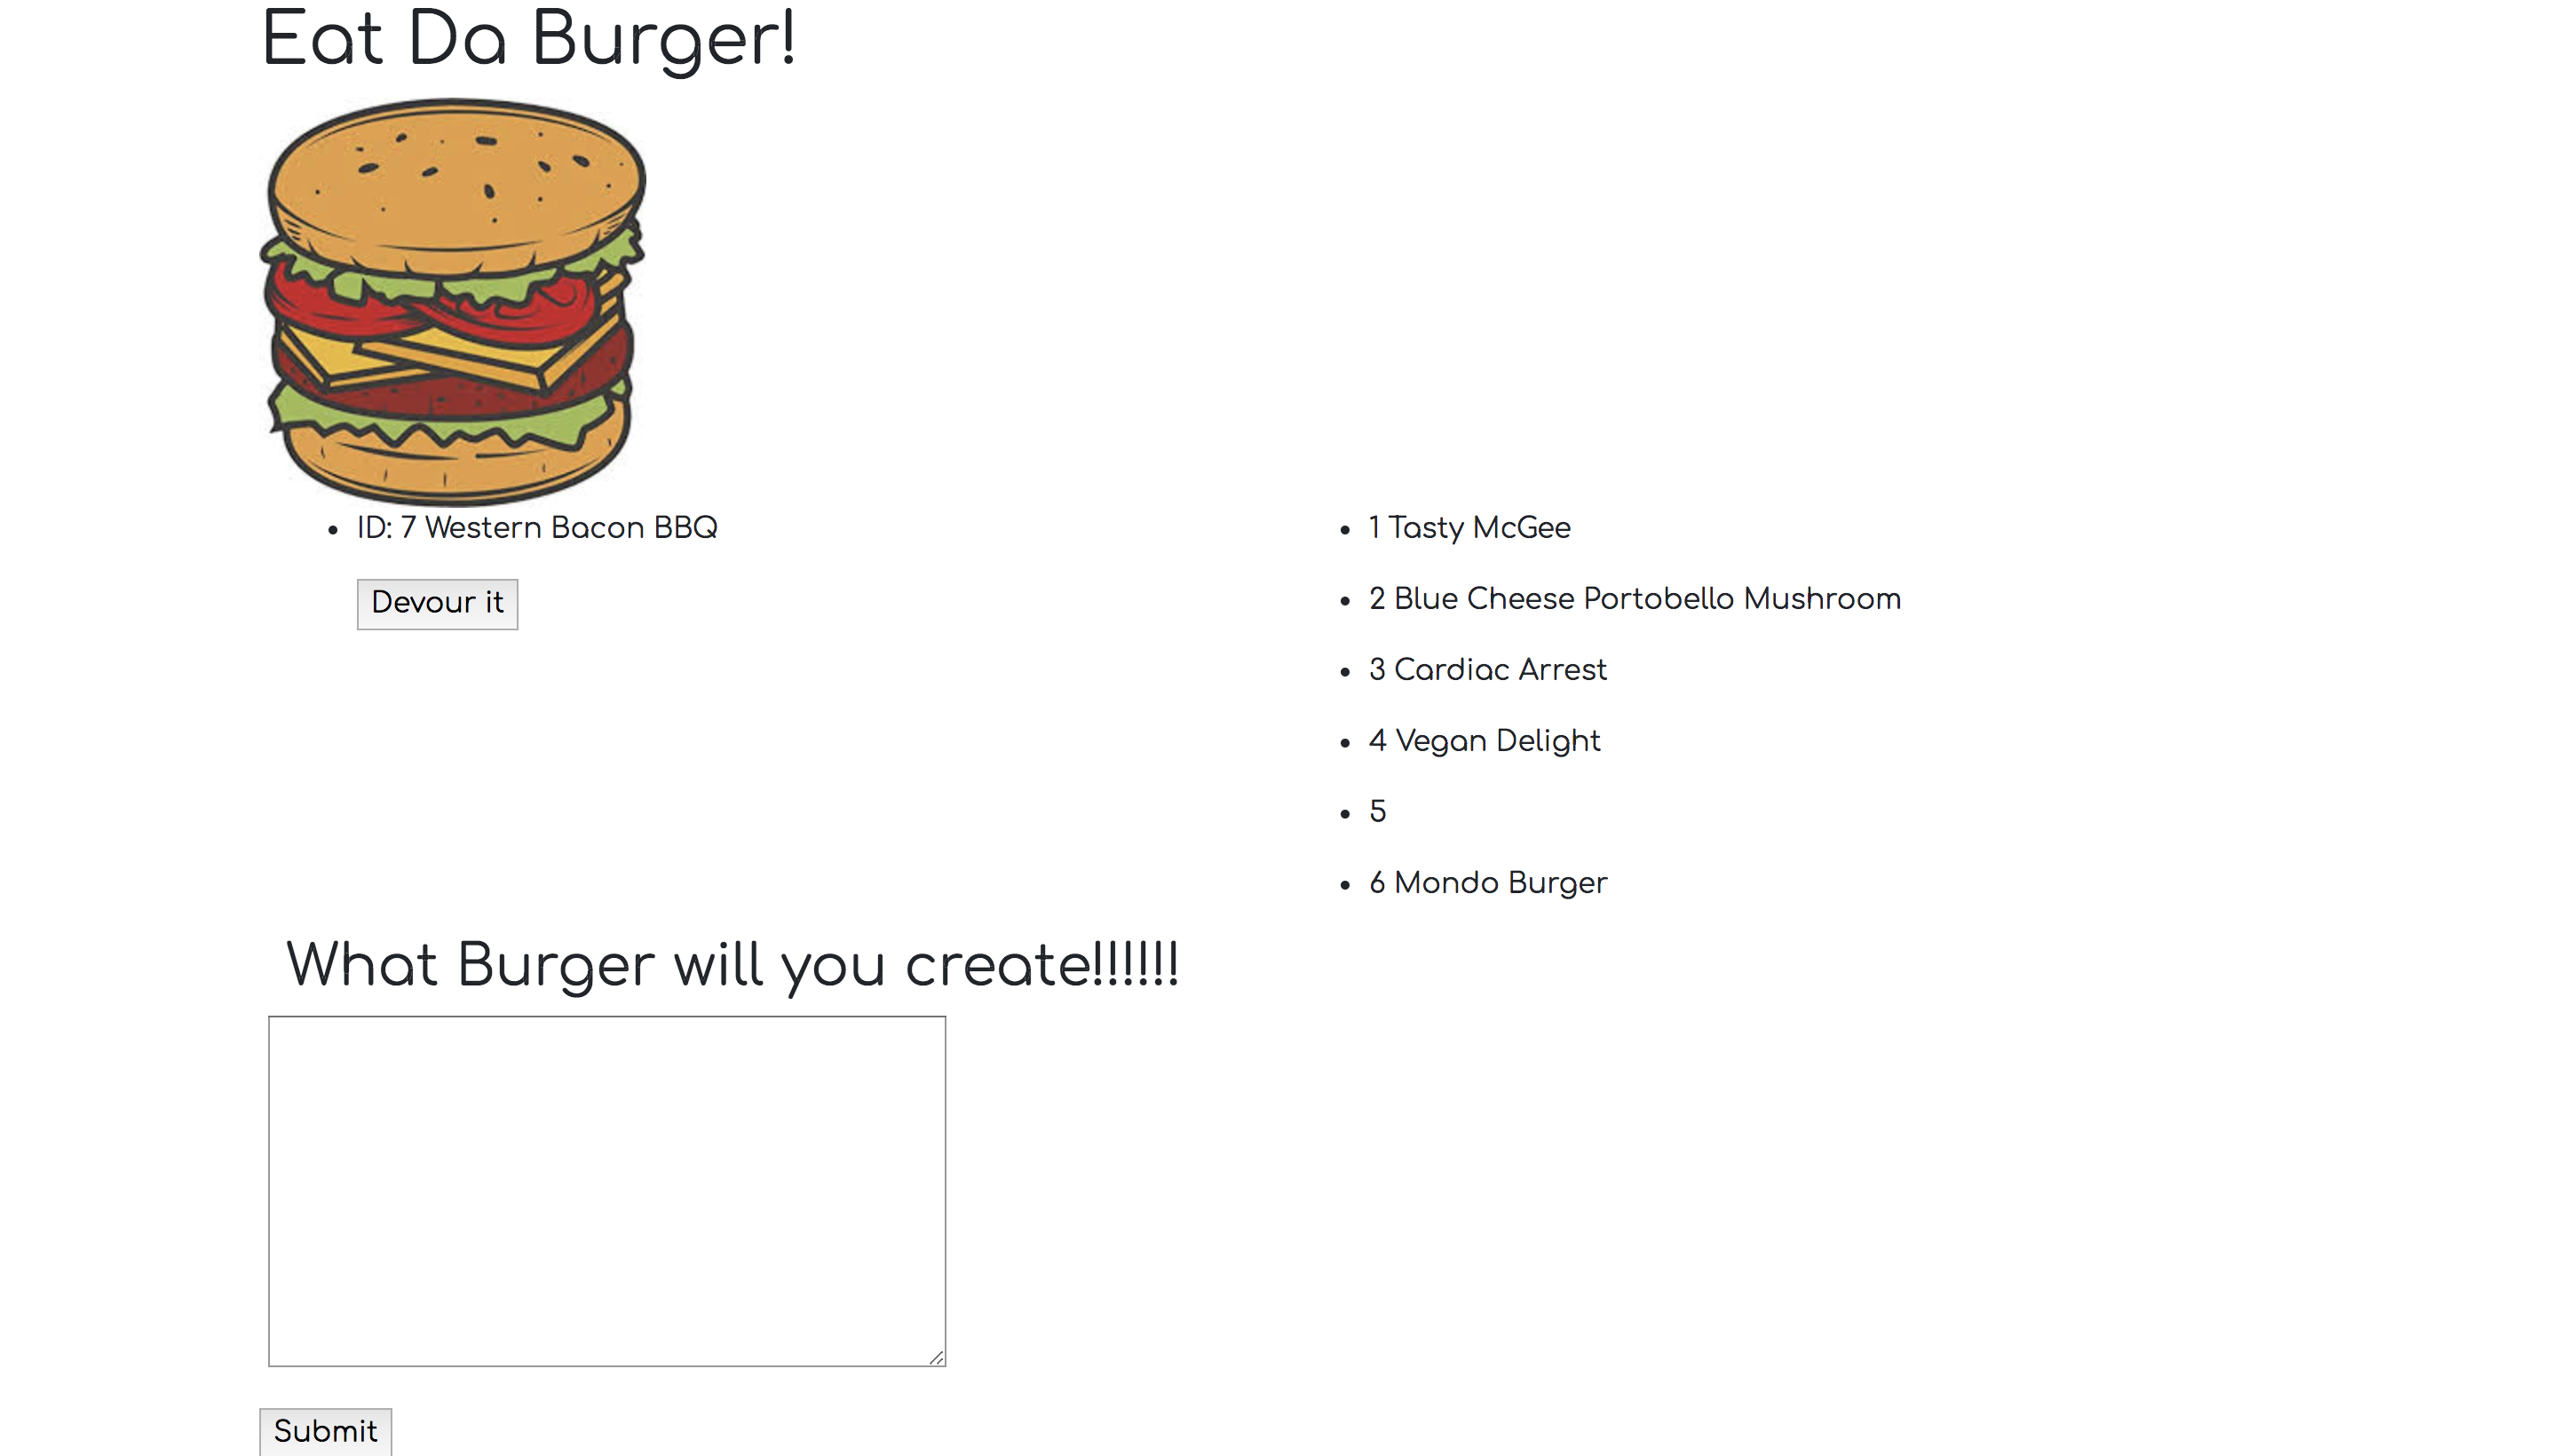 Eat Da Burger!
ID: 7 Western Bacon BBQ
Devour it
1 Tasty McGee
2 Blue Cheese Portobello Mushroom
3 Cardiac Arrest
4 Vegan Delight
5
6 Mondo Burger
What Burger will you create!!!!!!
Submit